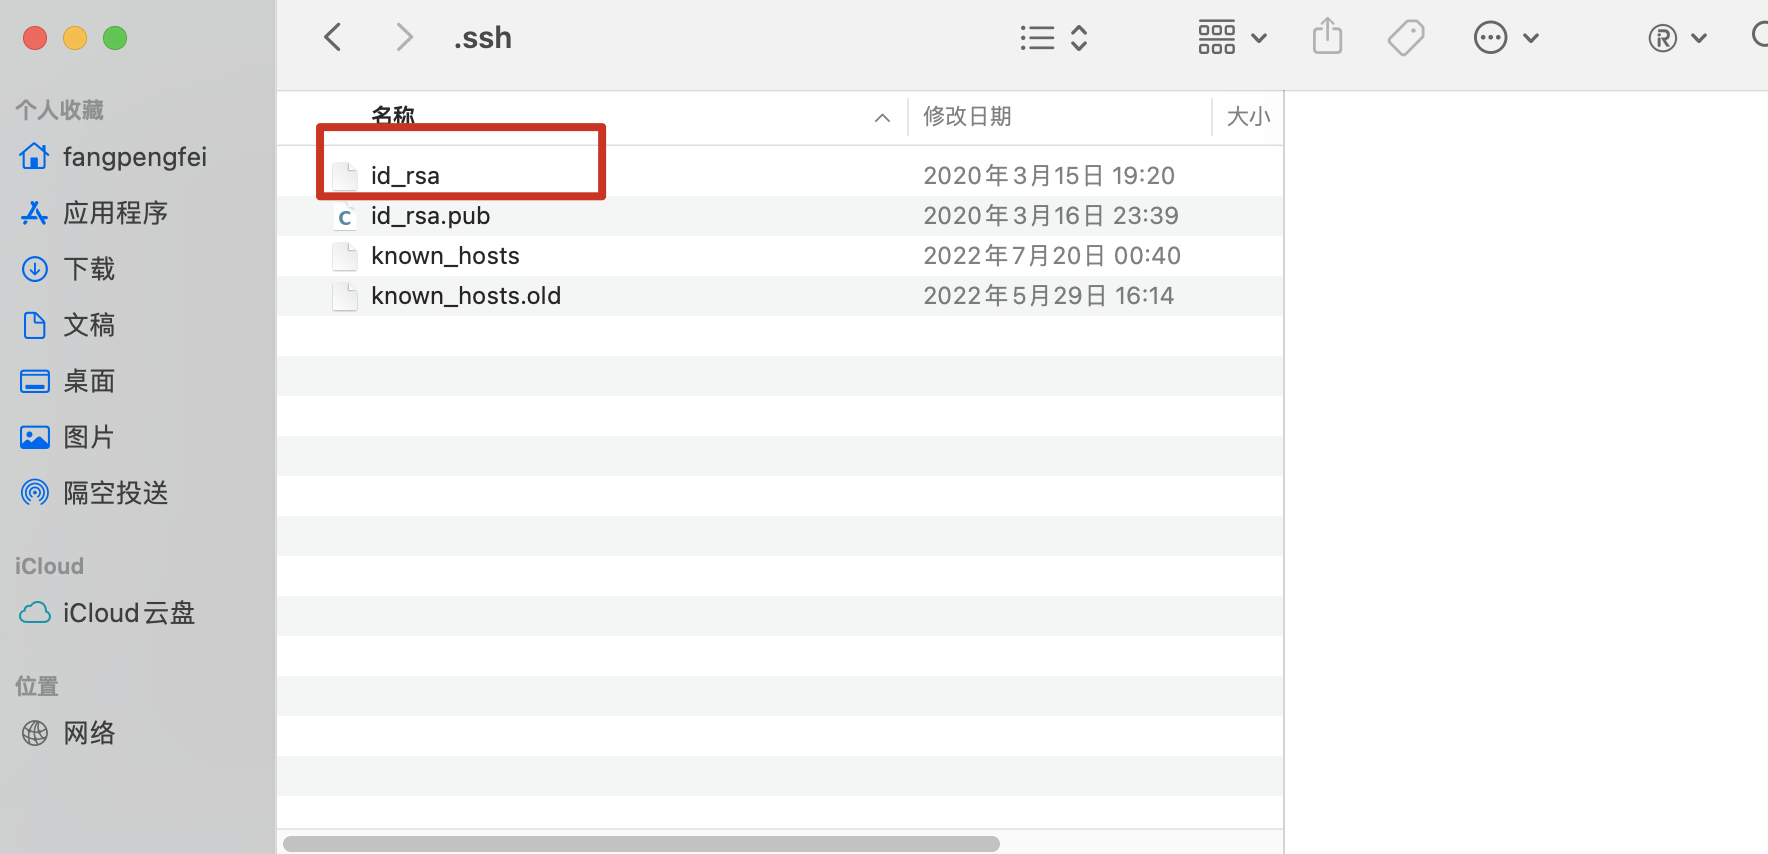 .ssh
个人收藏
fangpengfei
应用程序
下载
文稿
桌面
图片
隔空投送
iCloud
iCloud云盘
位置
网络
名称 修改日期 大小
id_rsa 2020年3月15日 19:20
id_rsa.pub 2020年3月16日 23:39
known_hosts 2022年7月20日 00:40
known_hosts.old 2022年5月29日 16:14